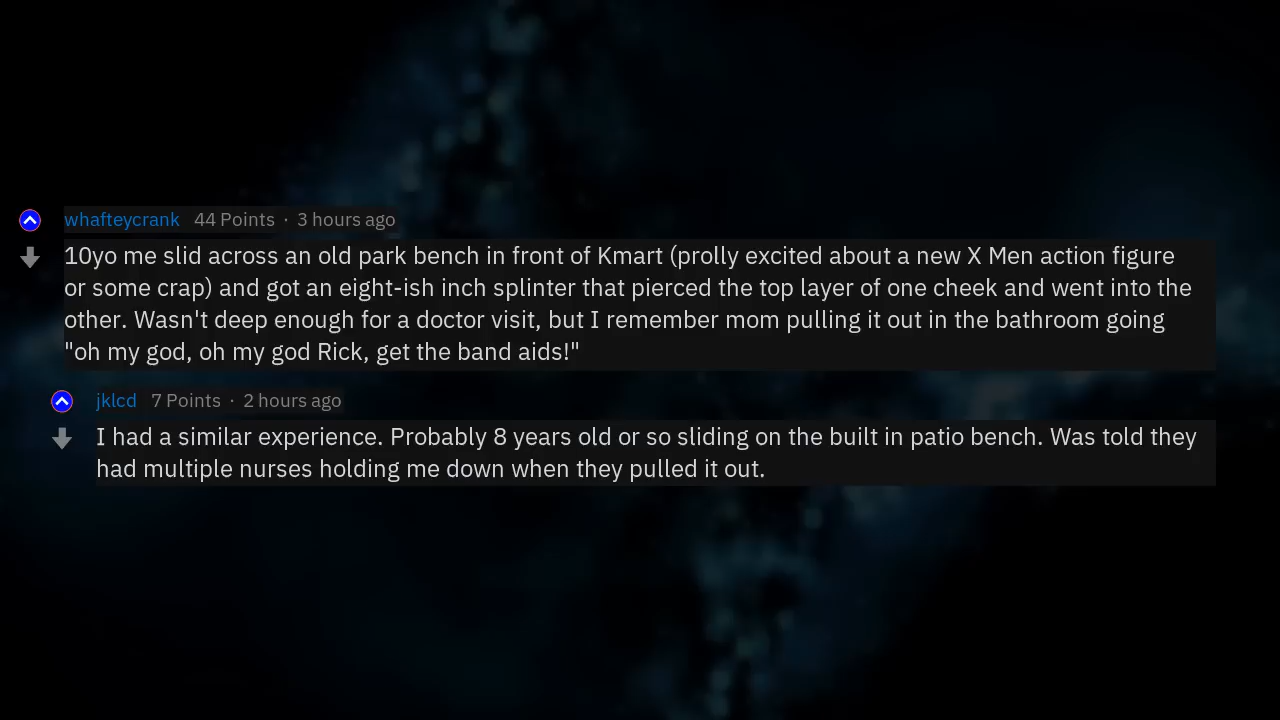 whafteycrank 44 Points · 3 hours ago
10yo me slid across an old park bench in front of Kmart (prolly excited about a new X Men action figure
or some crap) and got an eight-ish inch splinter that pierced the top layer of one cheek and went into the
other. Wasn't deep enough for a doctor visit, but I remember mom pulling it out in the bathroom going
"oh my god, oh my god Rick, get the band aids!"
jklcd 7 Points · 2 hours ago
I had a similar experience. Probably 8 years old or so sliding on the built in patio bench. Was told they
had multiple nurses holding me down when they pulled it out.